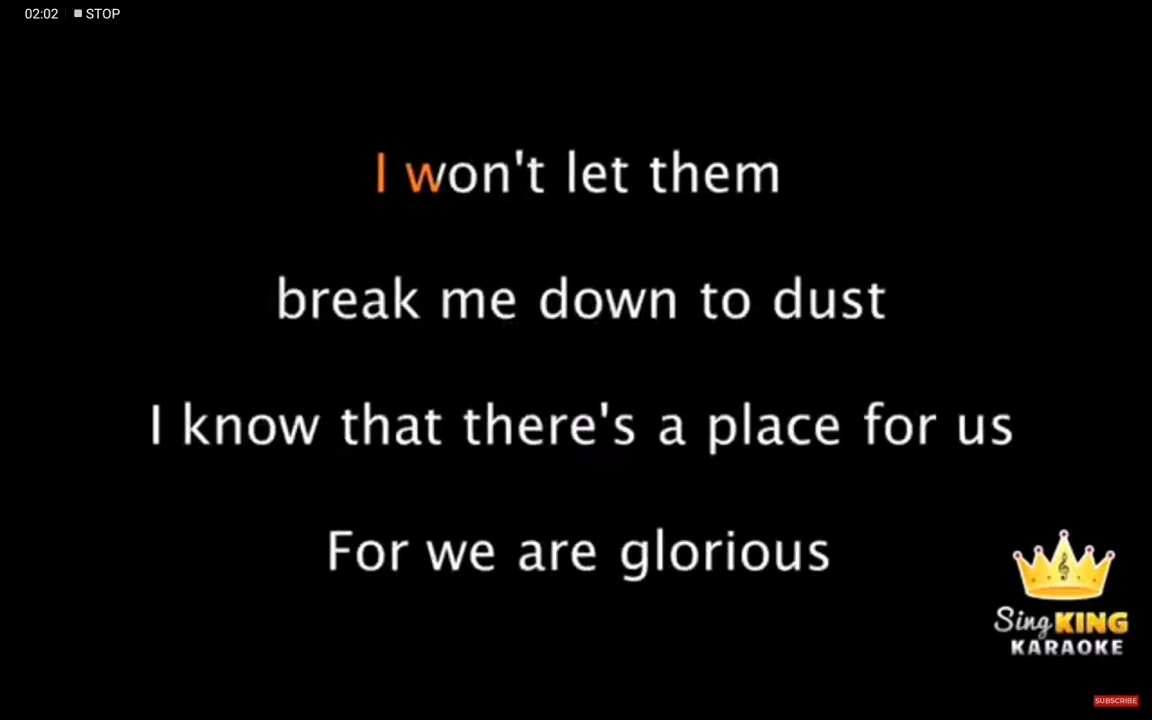 02:02 STOP
I won't let them
break me down to dust
I know that there's a place for us
For we are glorious
Sing KING
KARAOKE
SUBSCRIBE